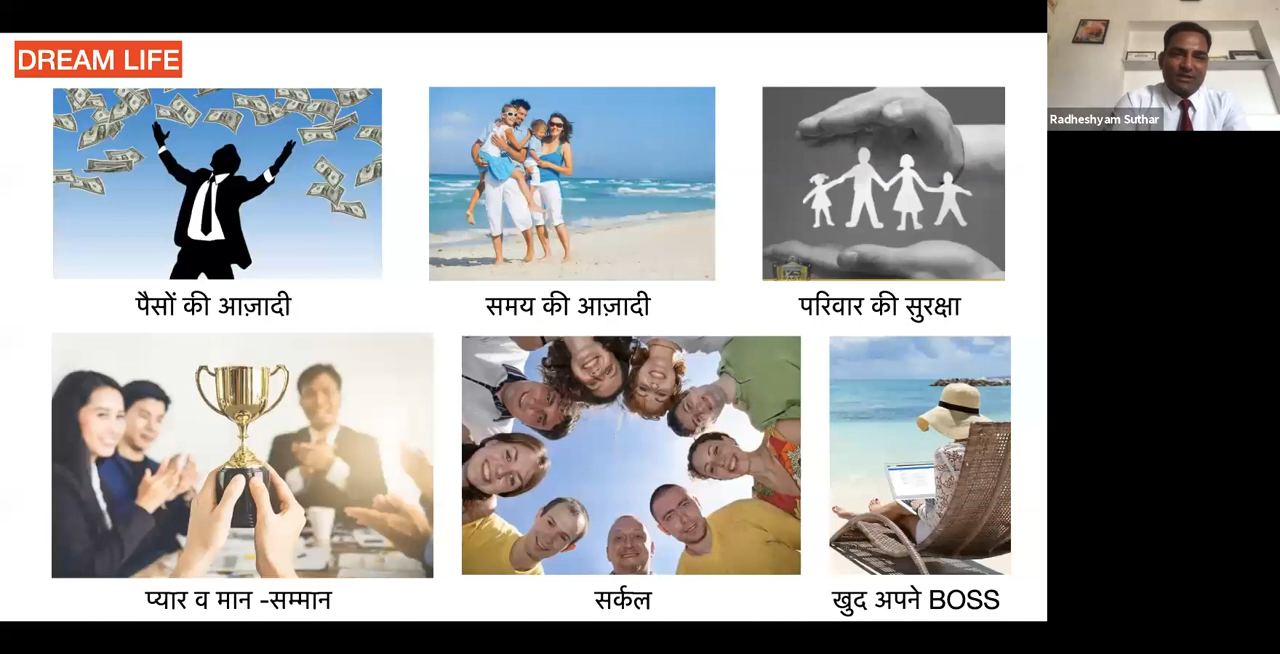 DREAM LIFE
Radheshyam Suthar
पैसों की आज़ादी
समय की आज़ादी
परिवार की सुरक्षा
प्यार व मान -सम्मान
सर्कल
खुद अपने BOSS